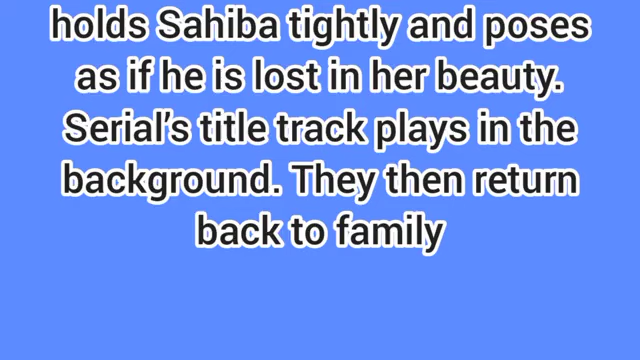 holds Sahiba tightly and poses
as if he is lost in her beauty.
Serial's title track plays in the
background. They then return
back to family